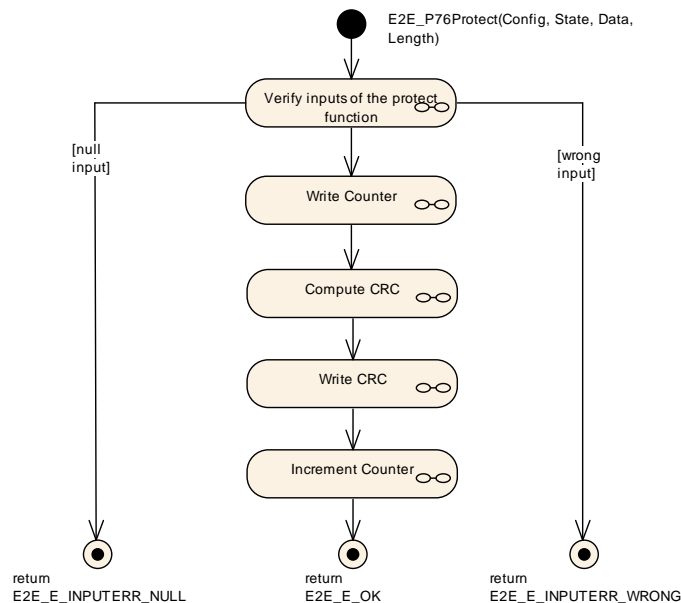 E2E_P76Protect(Config, State, Data,
Length)
Verify inputs of the protect
function
[null
input]
[wrong
input]
Write Counter
Compute CRC
Write CRC
Increment Counter
return
E2E_E_INPUTERR_NULL
return
E2E_E_OK
return
E2E_E_INPUTERR_WRONG